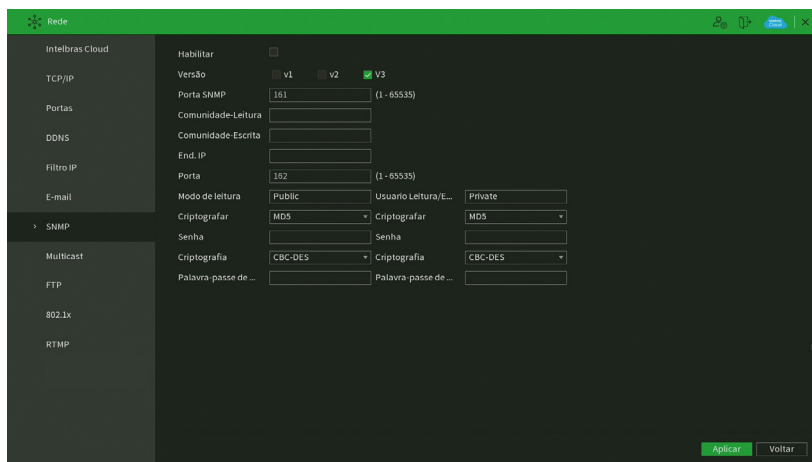 Rede
Intelbras Cloud
TCP/IP
Portas
DDNS
Filtro IP
E-mail
SNMP
Multicast
FTP
802.1x
RTMP
Habilitar
Versão v1 v2 V3
Porta SNMP 161 (1 - 65535)
Comunidade-Leitura
Comunidade-Escrita
End. IP
Porta 162 (1 - 65535)
Modo de leitura Public Usuario Leitura/E... Private
Criptografar MD5 Criptografar MD5
Senha Senha
Criptografia CBC-DES Criptografia CBC-DES
Palavra-passe de ... Palavra-passe de ...
Aplicar Voltar